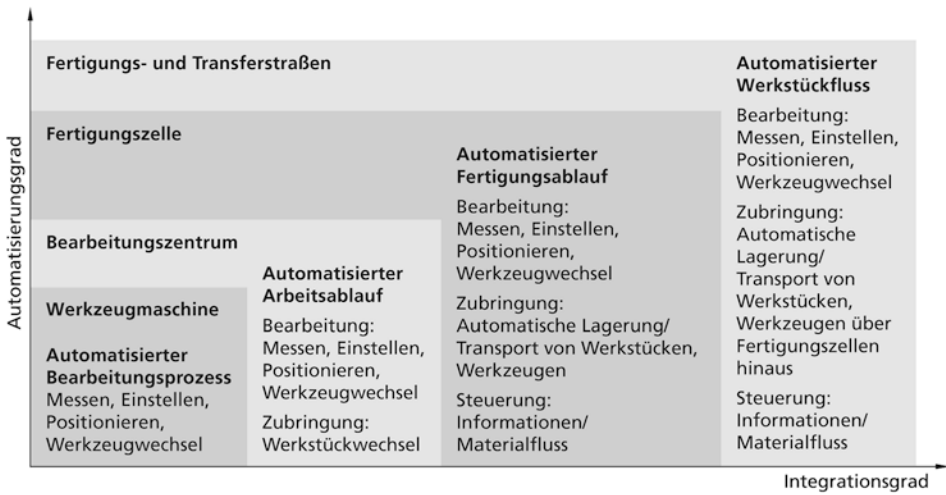 Automatisierungsgrad
Fertigungs- und Transferstraßen
Fertigungszelle
Bearbeitungszentrum
Werkzeugmaschine
Automatisierter
Bearbeitungsprozess
Messen, Einstellen,
Positionieren,
Werkzeugwechsel
Automatisierter
Arbeitsablauf
Bearbeitung:
Messen, Einstellen,
Positionieren,
Werkzeugwechsel
Zubringung:
Werkstückwechsel
Automatisierter
Fertigungsablauf
Bearbeitung:
Messen, Einstellen,
Positionieren,
Werkzeugwechsel
Zubringung:
Automatische Lagerung/
Transport von Werkstücken,
Werkzeugen
Steuerung:
Informationen/
Materialfluss
Automatisierter
Werkstückfluss
Bearbeitung:
Messen, Einstellen,
Positionieren,
Werkzeugwechsel
Zubringung:
Automatische
Lagerung/
Transport von
Werkstücken,
Werkzeugen über
Fertigungszellen
hinaus
Steuerung:
Informationen/
Materialfluss
Integrationsgrad